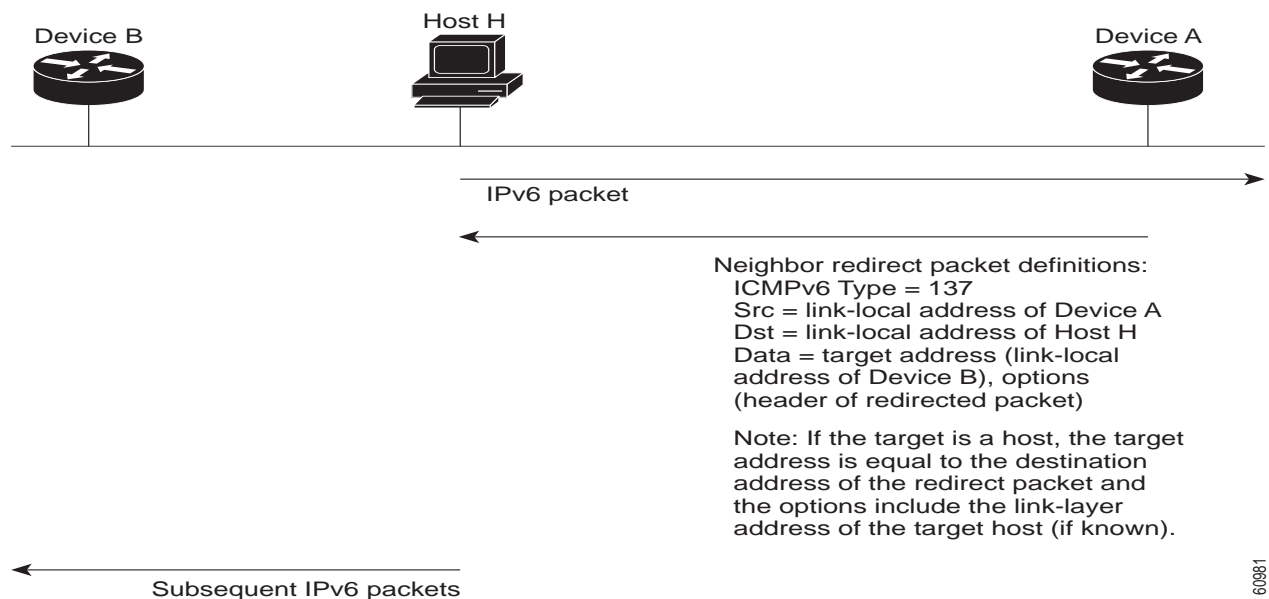 Device B
Host H
Device A
IPv6 packet
Neighbor redirect packet definitions:
ICMPv6 Type = 137
Src = link-local address of Device A
Dst = link-local address of Host H
Data = target address (link-local
address of Device B), options
(header of redirected packet)
Note: If the target is a host, the target
address is equal to the destination
address of the redirect packet and
the options include the link-layer
address of the target host (if known).
Subsequent IPv6 packets
60981